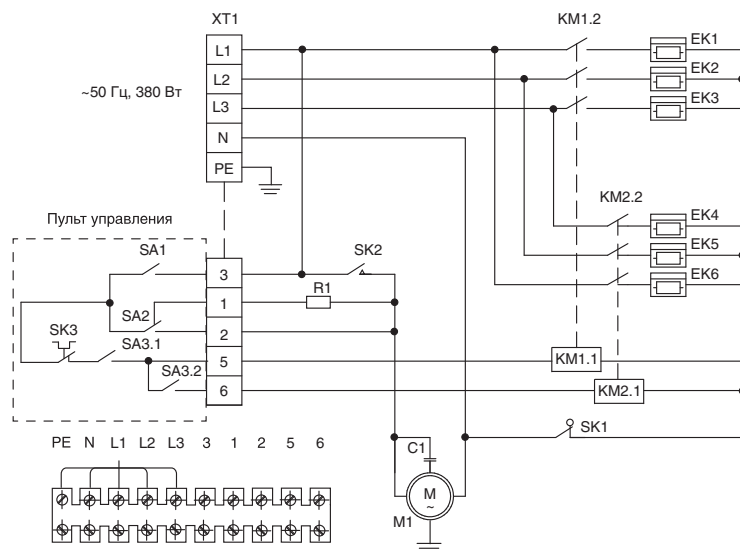 XT1
KM1.2
L1
EK1
L2
EK2
~50 Гц, 380 Вт
L3
EK3
N
PE
KM2.2
Пульт управления
EK4
SA1
SK2
EK5
3
EK6
R1
1
SA2
SK3
2
SA3.1
5
KM1.1
SA3.2
6
KM2.1
PE N L1 L2 L3 3 1 2 5 6
C1
SK1
M
~
M1